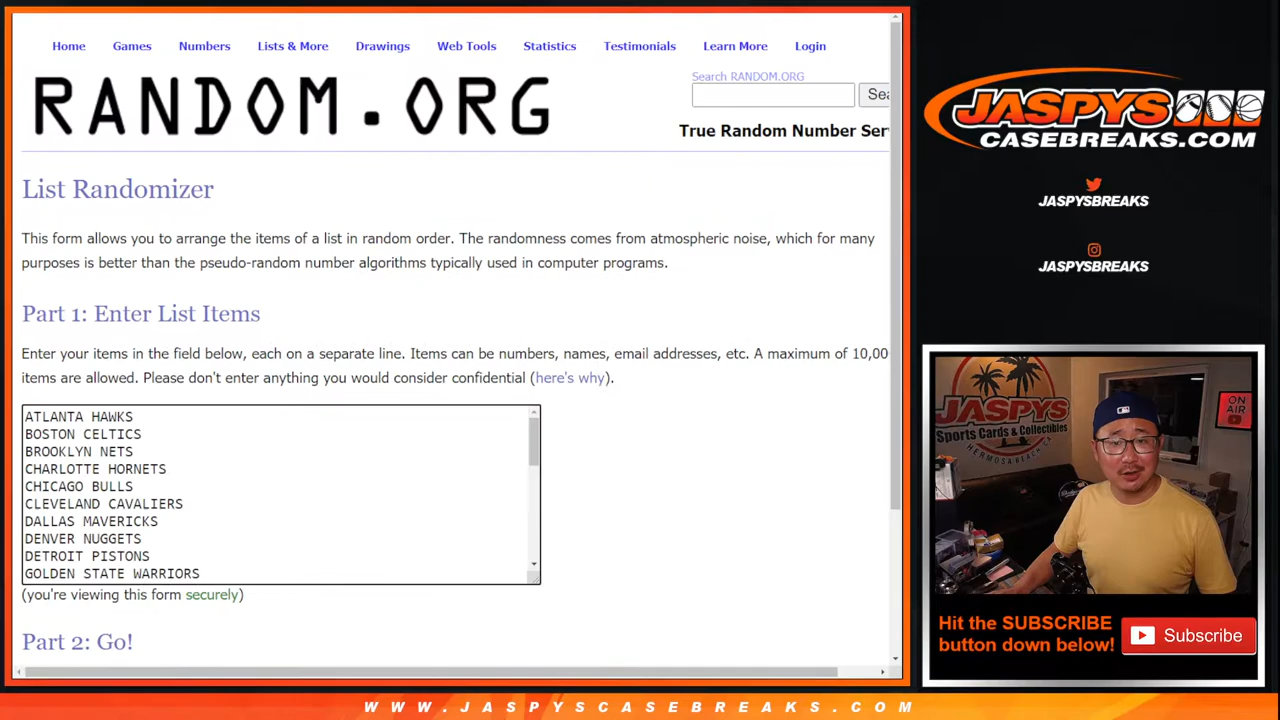 Home Games Numbers Lists & More Drawings Web Tools Statistics Testimonials Learn More Login
RANDOM.ORG
Search RANDOM.ORG
Sea
True Random Number Ser
List Randomizer
This form allows you to arrange the items of a list in random order. The randomness comes from atmospheric noise, which for many
purposes is better than the pseudo-random number algorithms typically used in computer programs.
Part 1: Enter List Items
Enter your items in the field below, each on a separate line. Items can be numbers, names, email addresses, etc. A maximum of 10,00
items are allowed. Please don't enter anything you would consider confidential (here's why).
ATLANTA HAWKS
BOSTON CELTICS
BROOKLYN NETS
CHARLOTTE HORNETS
CHICAGO BULLS
CLEVELAND CAVALIERS
DALLAS MAVERICKS
DENVER NUGGETS
DETROIT PISTONS
GOLDEN STATE WARRIORS
(you're viewing this form securely)
Part 2: Go!
JASPYS
CASEBREAKS.COM
JASPYSBREAKS
JASPYSBREAKS
JASPYS
Sports Cards & Collectibles
HERMOSA BEACH, CA
ON AIR
Hit the SUBSCRIBE
button down below!
Subscribe
WWW.JASPYSCASEBREAKS.COM